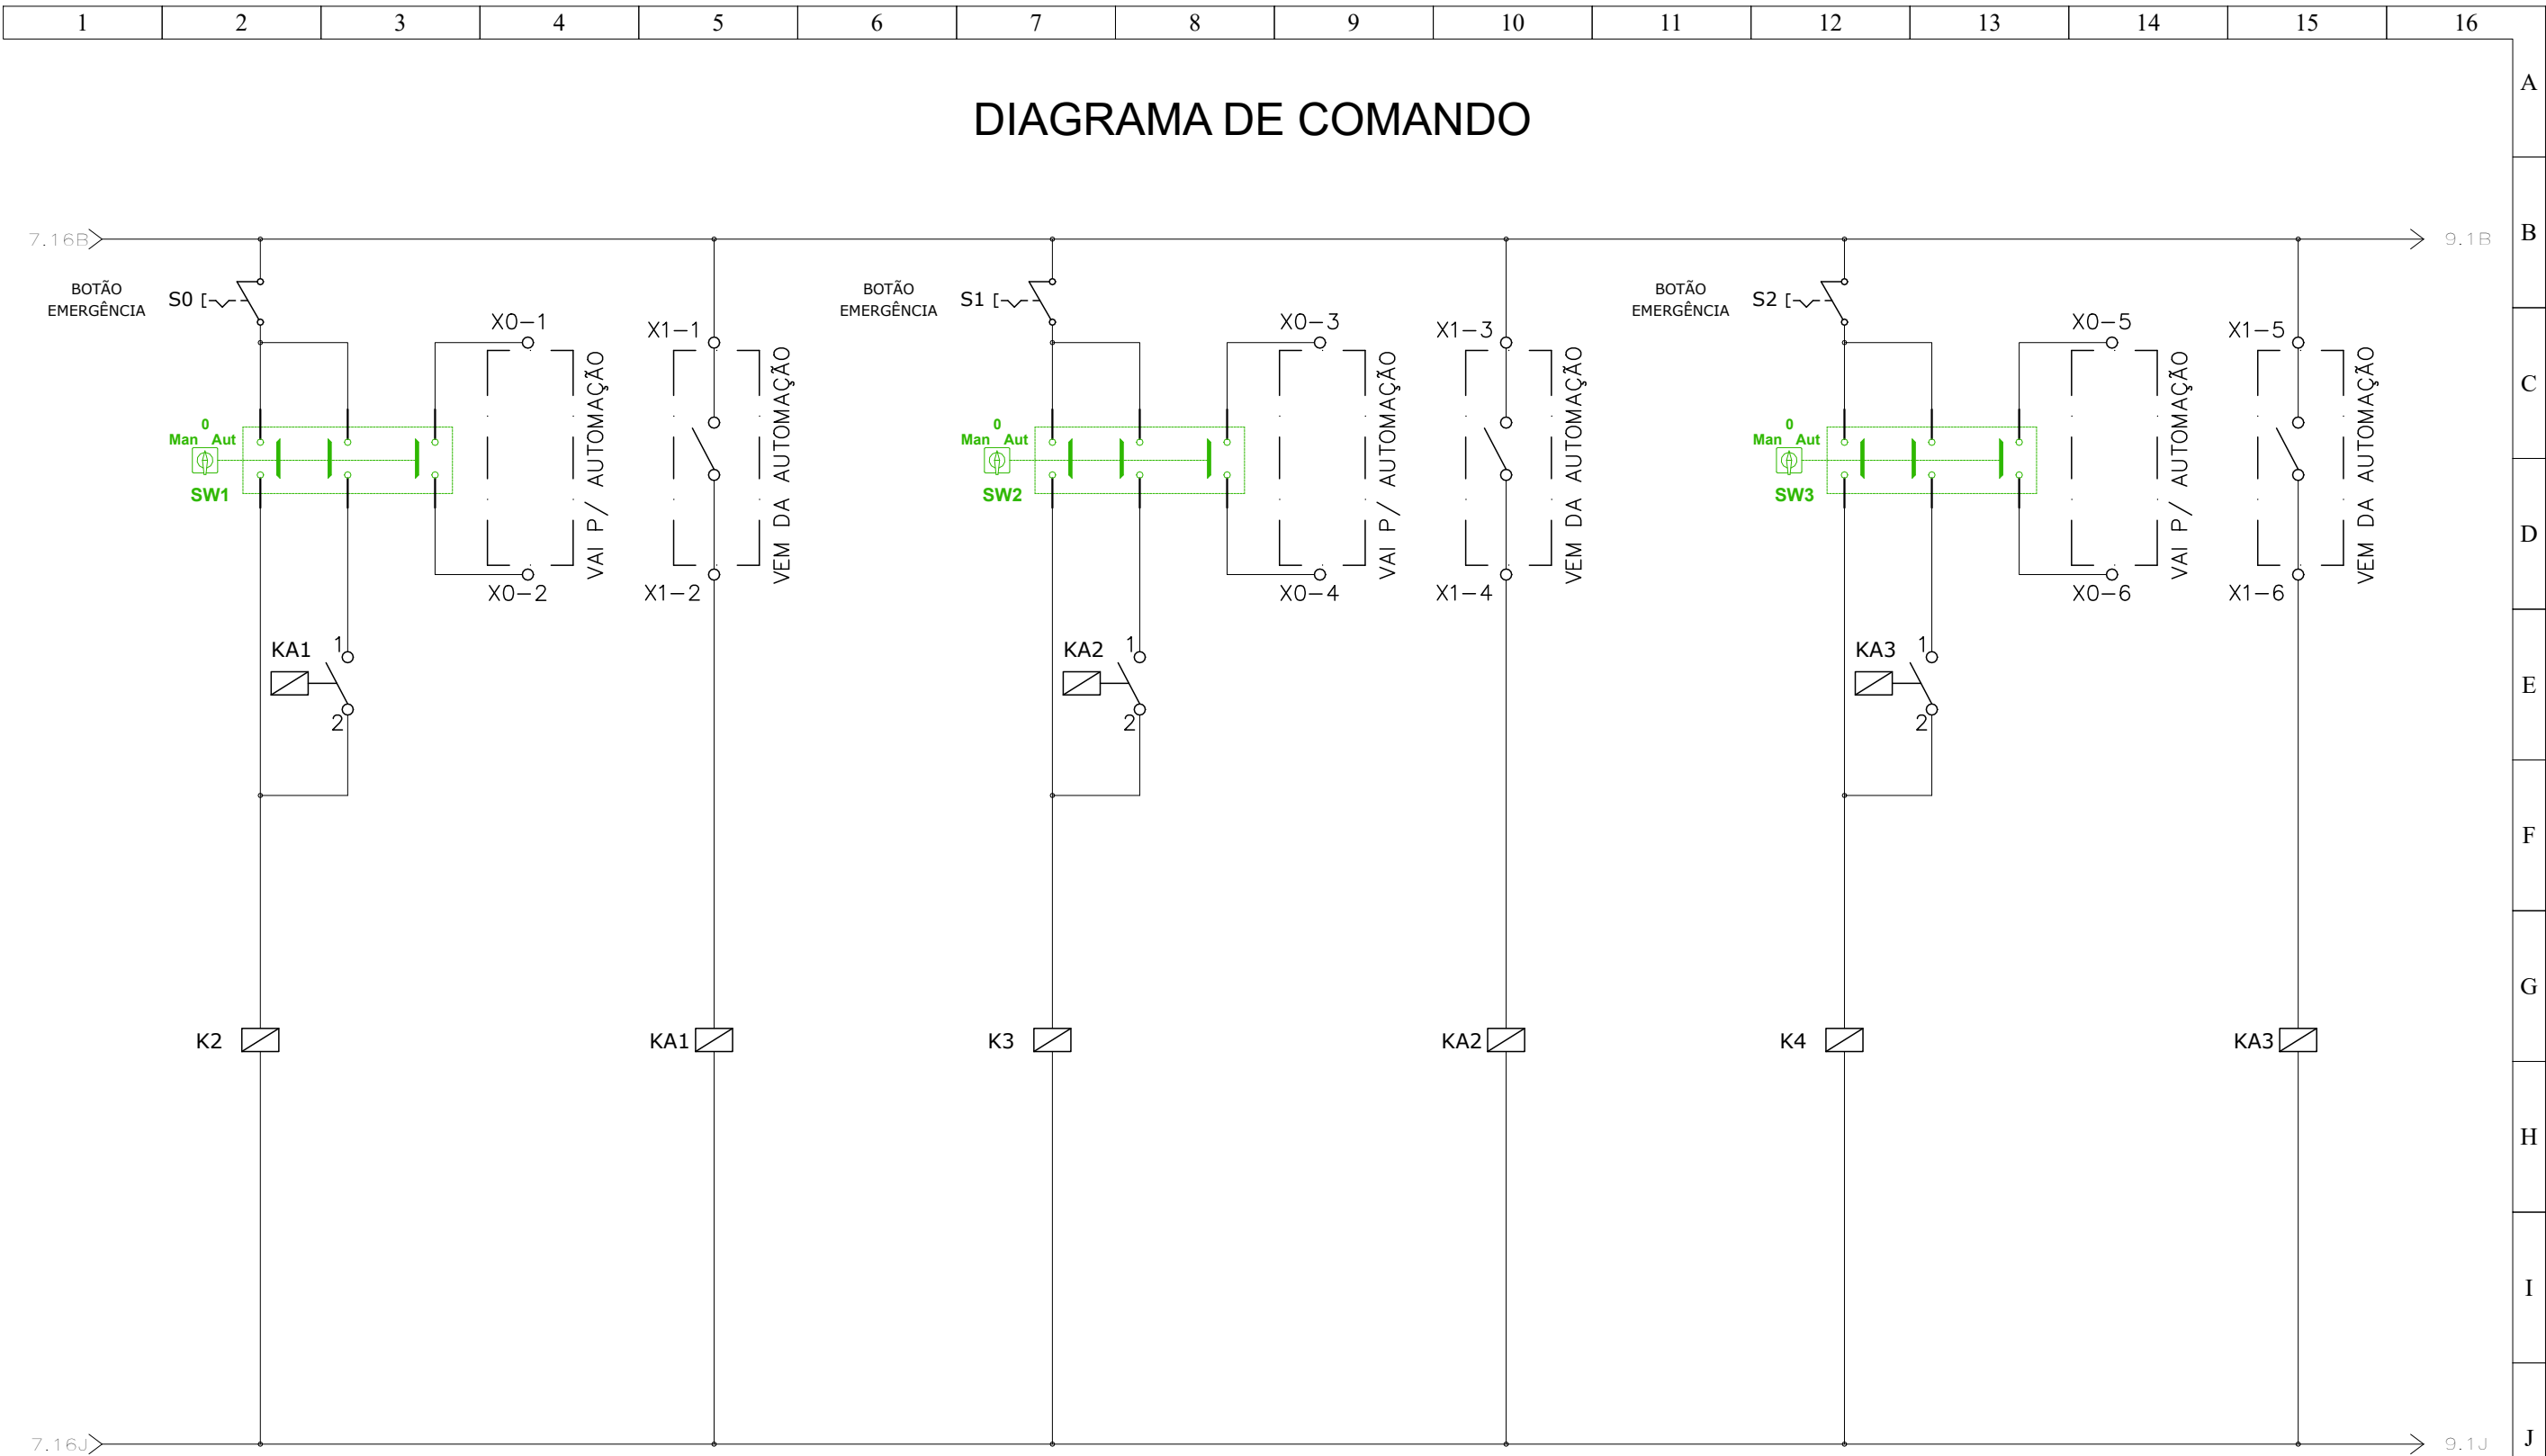 1 2 3 4 5 6 7 8 9 10 11 12 13 14 15 16
A
DIAGRAMA DE COMANDO
7.16B
9.1B
B
BOTÃO
EMERGÊNCIA
S0
BOTÃO
EMERGÊNCIA
S1
BOTÃO
EMERGÊNCIA
S2
X0-1
X1-1
X0-3
X1-3
X0-5
X1-5
C
0
Man Aut
SW1
VAI P/ AUTOMAÇÃO
VEM DA AUTOMAÇÃO
0
Man Aut
SW2
VAI P/ AUTOMAÇÃO
VEM DA AUTOMAÇÃO
0
Man Aut
SW3
VAI P/ AUTOMAÇÃO
VEM DA AUTOMAÇÃO
D
X0-2
X1-2
X0-4
X1-4
X0-6
X1-6
KA1
1
2
KA2
1
2
KA3
1
2
E
F
G
K2
KA1
K3
KA2
K4
KA3
H
I
7.16J
9.1J
J